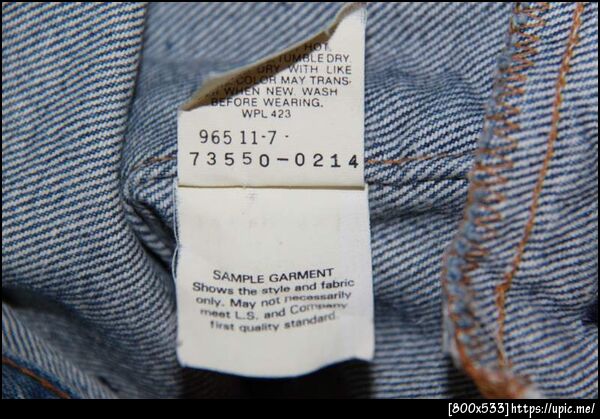 HOT.
TUMBLE DRY.
DRY WITH LIKE
COLOR MAY TRANS-
WHEN NEW. WASH
BEFORE WEARING.
WPL 423
965 11-7-
73550-0214
SAMPLE GARMENT
Shows the style and fabric
only. May not necessarily
meet L.S. and Company
first quality standard.
[800x533] https://upic.me/